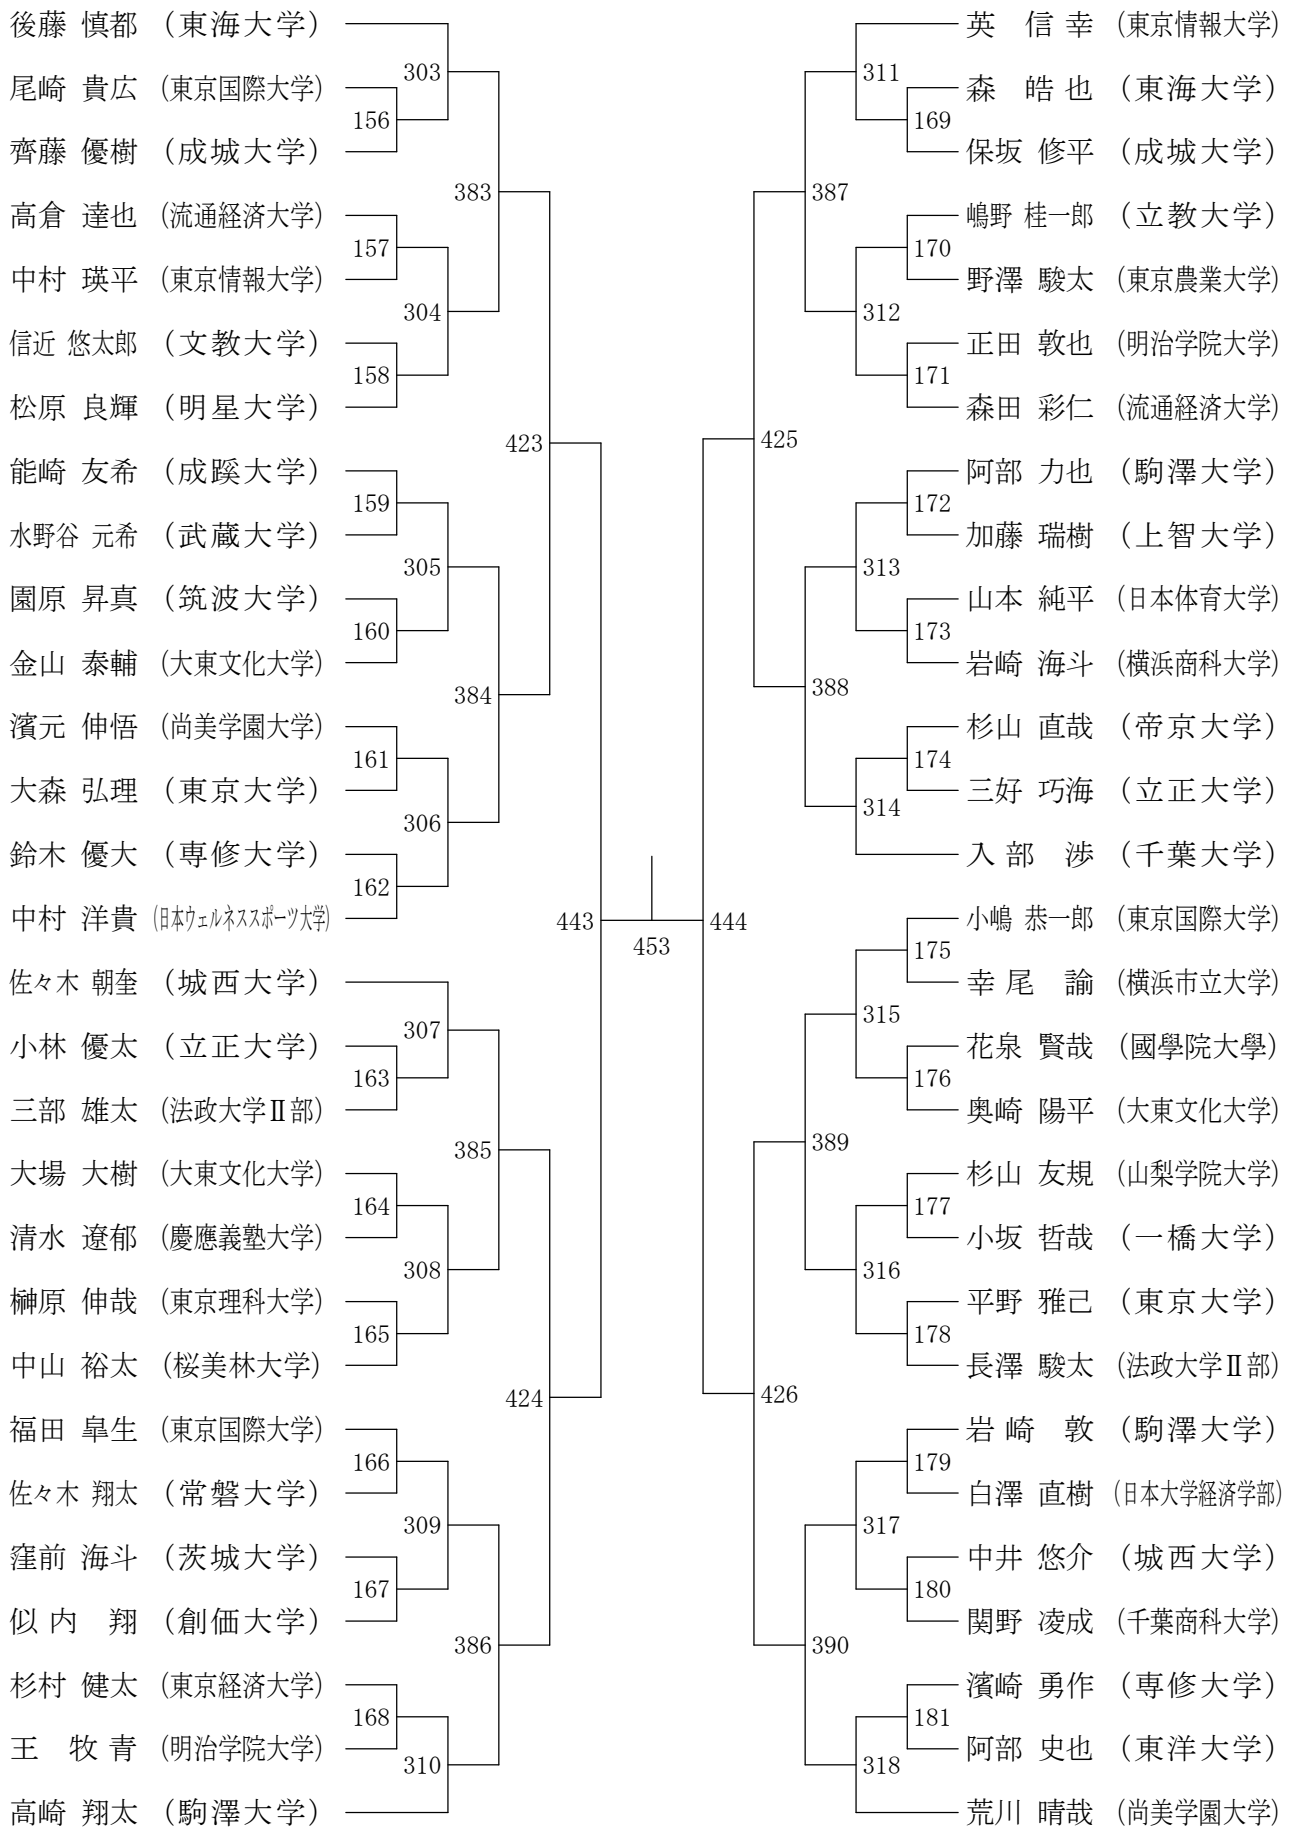 後藤 慎都 （東海大学）
尾崎 貴広 （東京国際大学）
齊藤 優樹 （成城大学）
高倉 達也 （流通経済大学）
中村 瑛平 （東京情報大学）
信近 悠太郎 （文教大学）
松原 良輝 （明星大学）
能崎 友希 （成蹊大学）
水野谷 元希 （武蔵大学）
園原 昇真 （筑波大学）
金山 泰輔 （大東文化大学）
濱元 伸悟 （尚美学園大学）
大森 弘理 （東京大学）
鈴木 優大 （専修大学）
中村 洋貴 （日本ウェルネススポーツ大学）
佐々木 朝奎 （城西大学）
小林 優太 （立正大学）
三部 雄太 （法政大学Ⅱ部）
大場 大樹 （大東文化大学）
清水 遼郁 （慶應義塾大学）
榊原 伸哉 （東京理科大学）
中山 裕太 （桜美林大学）
福田 皐生 （東京国際大学）
佐々木 翔太 （常磐大学）
窪前 海斗 （茨城大学）
似内 翔 （創価大学）
杉村 健太 （東京経済大学）
王 牧青 （明治学院大学）
高崎 翔太 （駒澤大学）
156
157
158
159
160
161
162
163
164
165
166
167
168
303
304
305
306
307
308
309
310
383
384
385
386
423
424
443
453
444
425
426
387
388
389
390
311
312
313
314
315
316
317
318
169
170
171
172
173
174
175
176
177
178
179
180
181
英 信幸 （東京情報大学）
森 皓也 （東海大学）
保坂 修平 （成城大学）
嶋野 桂一郎 （立教大学）
野澤 駿太 （東京農業大学）
正田 敦也 （明治学院大学）
森田 彩仁 （流通経済大学）
阿部 力也 （駒澤大学）
加藤 瑞樹 （上智大学）
山本 純平 （日本体育大学）
岩崎 海斗 （横浜商科大学）
杉山 直哉 （帝京大学）
三好 巧海 （立正大学）
入部 渉 （千葉大学）
小嶋 恭一郎 （東京国際大学）
幸尾 諭 （横浜市立大学）
花泉 賢哉 （國學院大學）
奥崎 陽平 （大東文化大学）
杉山 友規 （山梨学院大学）
小坂 哲哉 （一橋大学）
平野 雅己 （東京大学）
長澤 駿太 （法政大学Ⅱ部）
岩崎 敦 （駒澤大学）
白澤 直樹 （日本大学経済学部）
中井 悠介 （城西大学）
関野 凌成 （千葉商科大学）
濱崎 勇作 （専修大学）
阿部 史也 （東洋大学）
荒川 晴哉 （尚美学園大学）